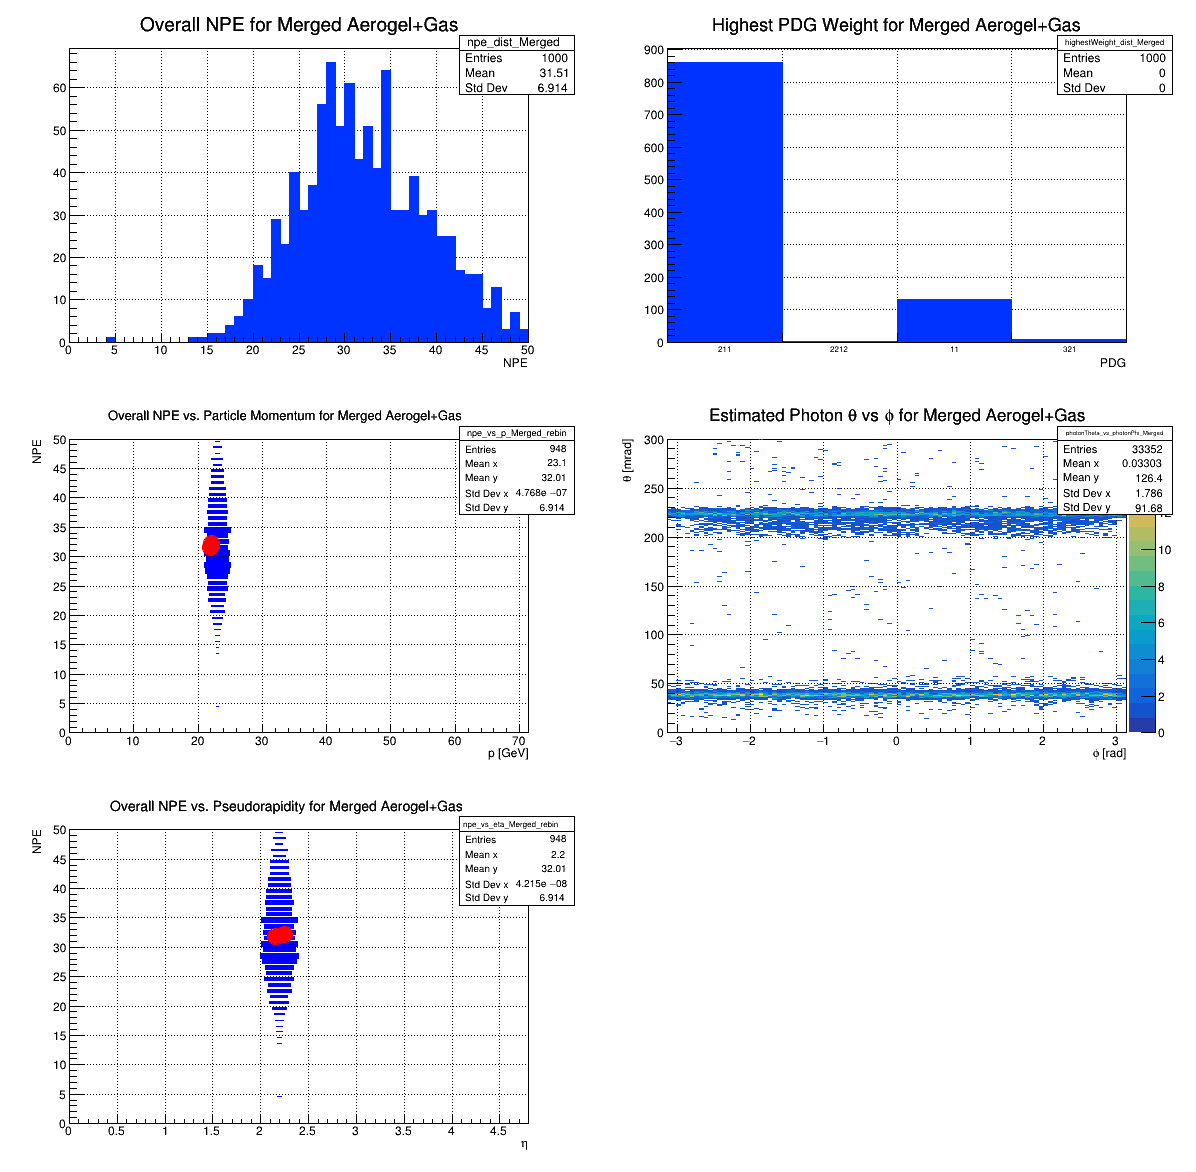 Overall NPE for Merged Aerogel+Gas
npe_dist_Merged
Entries 1000
Mean 31.51
Std Dev 6.914
60
50
40
30
20
10
0
0 5 10 15 20 25 30 35 40 45 50
NPE
Highest PDG Weight for Merged Aerogel+Gas
highestWeight_dist_Merged
Entries 1000
Mean 0
Std Dev 0
900
800
700
600
500
400
300
200
100
0
211 2212 11 321
PDG
Overall NPE vs. Particle Momentum for Merged Aerogel+Gas
npe_vs_p_Merged_rebin
Entries 948
Mean x 23.1
Mean y 32.01
Std Dev x 4.768e −07
Std Dev y 6.914
NPE
50
45
40
35
30
25
20
15
10
5
0
0 10 20 30 40 50 60 70
p [GeV]
Estimated Photon θ vs ϕ for Merged Aerogel+Gas
photonTheta_vs_photonPhi_Merged
Entries 33352
Mean x 0.03303
Mean y 126.4
Std Dev x 1.786
Std Dev y 91.68
θ [mrad]
300
250
200
150
100
50
0
−3 −2 −1 0 1 2 3
ϕ [rad]
10
8
6
4
2
0
Overall NPE vs. Pseudorapidity for Merged Aerogel+Gas
npe_vs_eta_Merged_rebin
Entries 948
Mean x 2.2
Mean y 32.01
Std Dev x 4.215e −08
Std Dev y 6.914
NPE
50
45
40
35
30
25
20
15
10
5
0
0 0.5 1 1.5 2 2.5 3 3.5 4 4.5
η